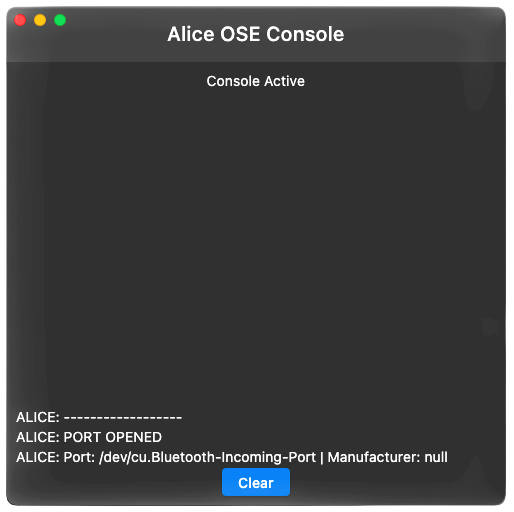 Alice OSE Console
Console Active
ALICE: ------------------
ALICE: PORT OPENED
ALICE: Port: /dev/cu.Bluetooth-Incoming-Port | Manufacturer: null
Clear